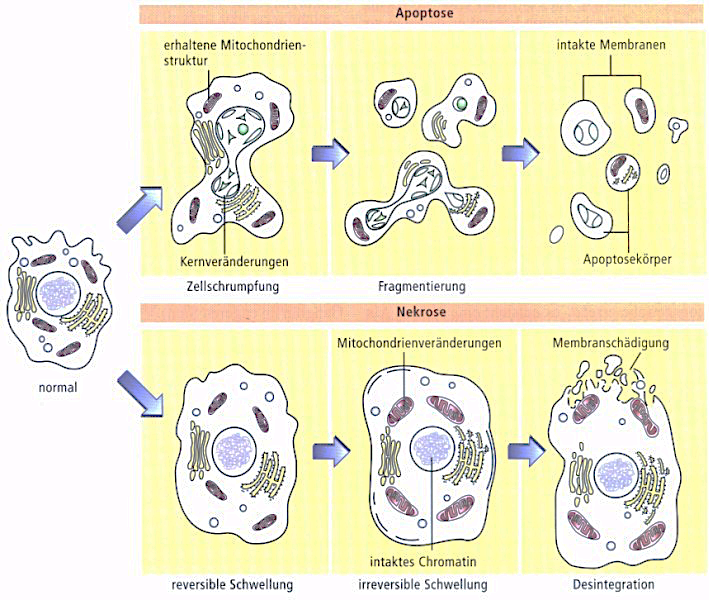 Apoptose
erhaltene Mitochondrien-
struktur
intakte Membranen
Kernveränderungen
Apoptosekörper
Zellschrumpfung
Fragmentierung
normal
Nekrose
Mitochondrienveränderungen
Membranschädigung
intaktes Chromatin
reversible Schwellung
irreversible Schwellung
Desintegration